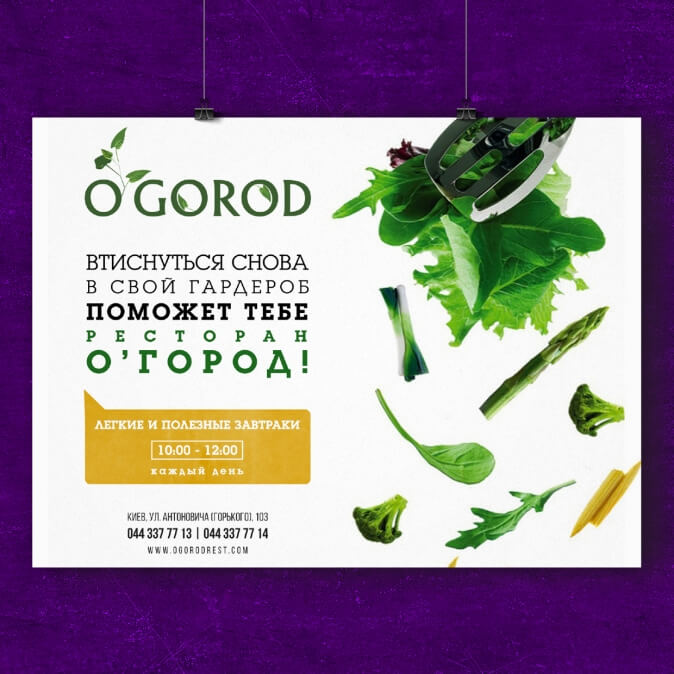 O'GOROD
ВТИСНУТЬСЯ СНОВА
В СВОЙ ГАРДЕРОБ
ПОМОЖЕТ ТЕБЕ
РЕСТОРАН
О'ГОРОД!
ЛЕГКИЕ И ПОЛЕЗНЫЕ ЗАВТРАКИ
10:00 - 12:00
каждый день
КИЕВ, УЛ. АНТОНОВИЧА (ГОРЬКОГО), 103
044 337 77 13 | 044 337 77 14
WWW.OGORODREST.COM